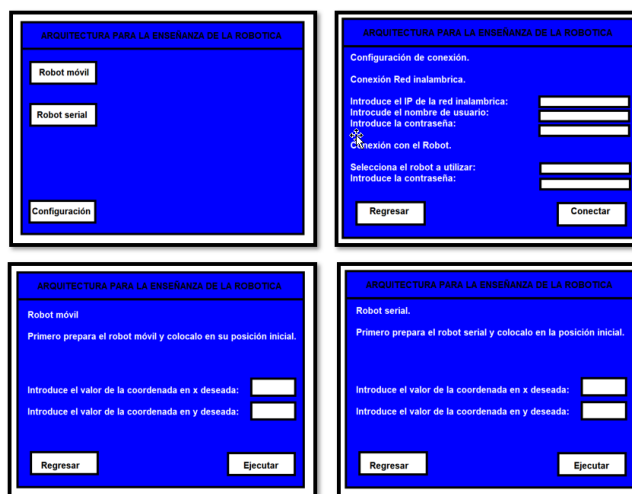 ARQUITECTURA PARA LA ENSEÑANZA DE LA ROBOTICA
Robot móvil
Robot serial
Configuración
ARQUITECTURA PARA LA ENSEÑANZA DE LA ROBOTICA
Configuración de conexión.
Conexión Red inalambrica.
Introduce el IP de la red inalambrica:
Introcude el nombre de usuario:
Introduce la contraseña:
Conexión con el Robot.
Selecciona el robot a utilizar:
Introduce la contraseña:
Regresar
Conectar
ARQUITECTURA PARA LA ENSEÑANZA DE LA ROBOTICA
Robot móvil
Primero prepara el robot móvil y colocalo en su posición inicial.
Introduce el valor de la coordenada en x deseada:
Introduce el valor de la coordenada en y deseada:
Regresar
Ejecutar
ARQUITECTURA PARA LA ENSEÑANZA DE LA ROBOTICA
Robot serial.
Primero prepara el robot serial y colocalo en la posición inicial.
Introduce el valor de la coordenada en x deseada:
Introduce el valor de la coordenada en y deseada:
Regresar
Ejecutar